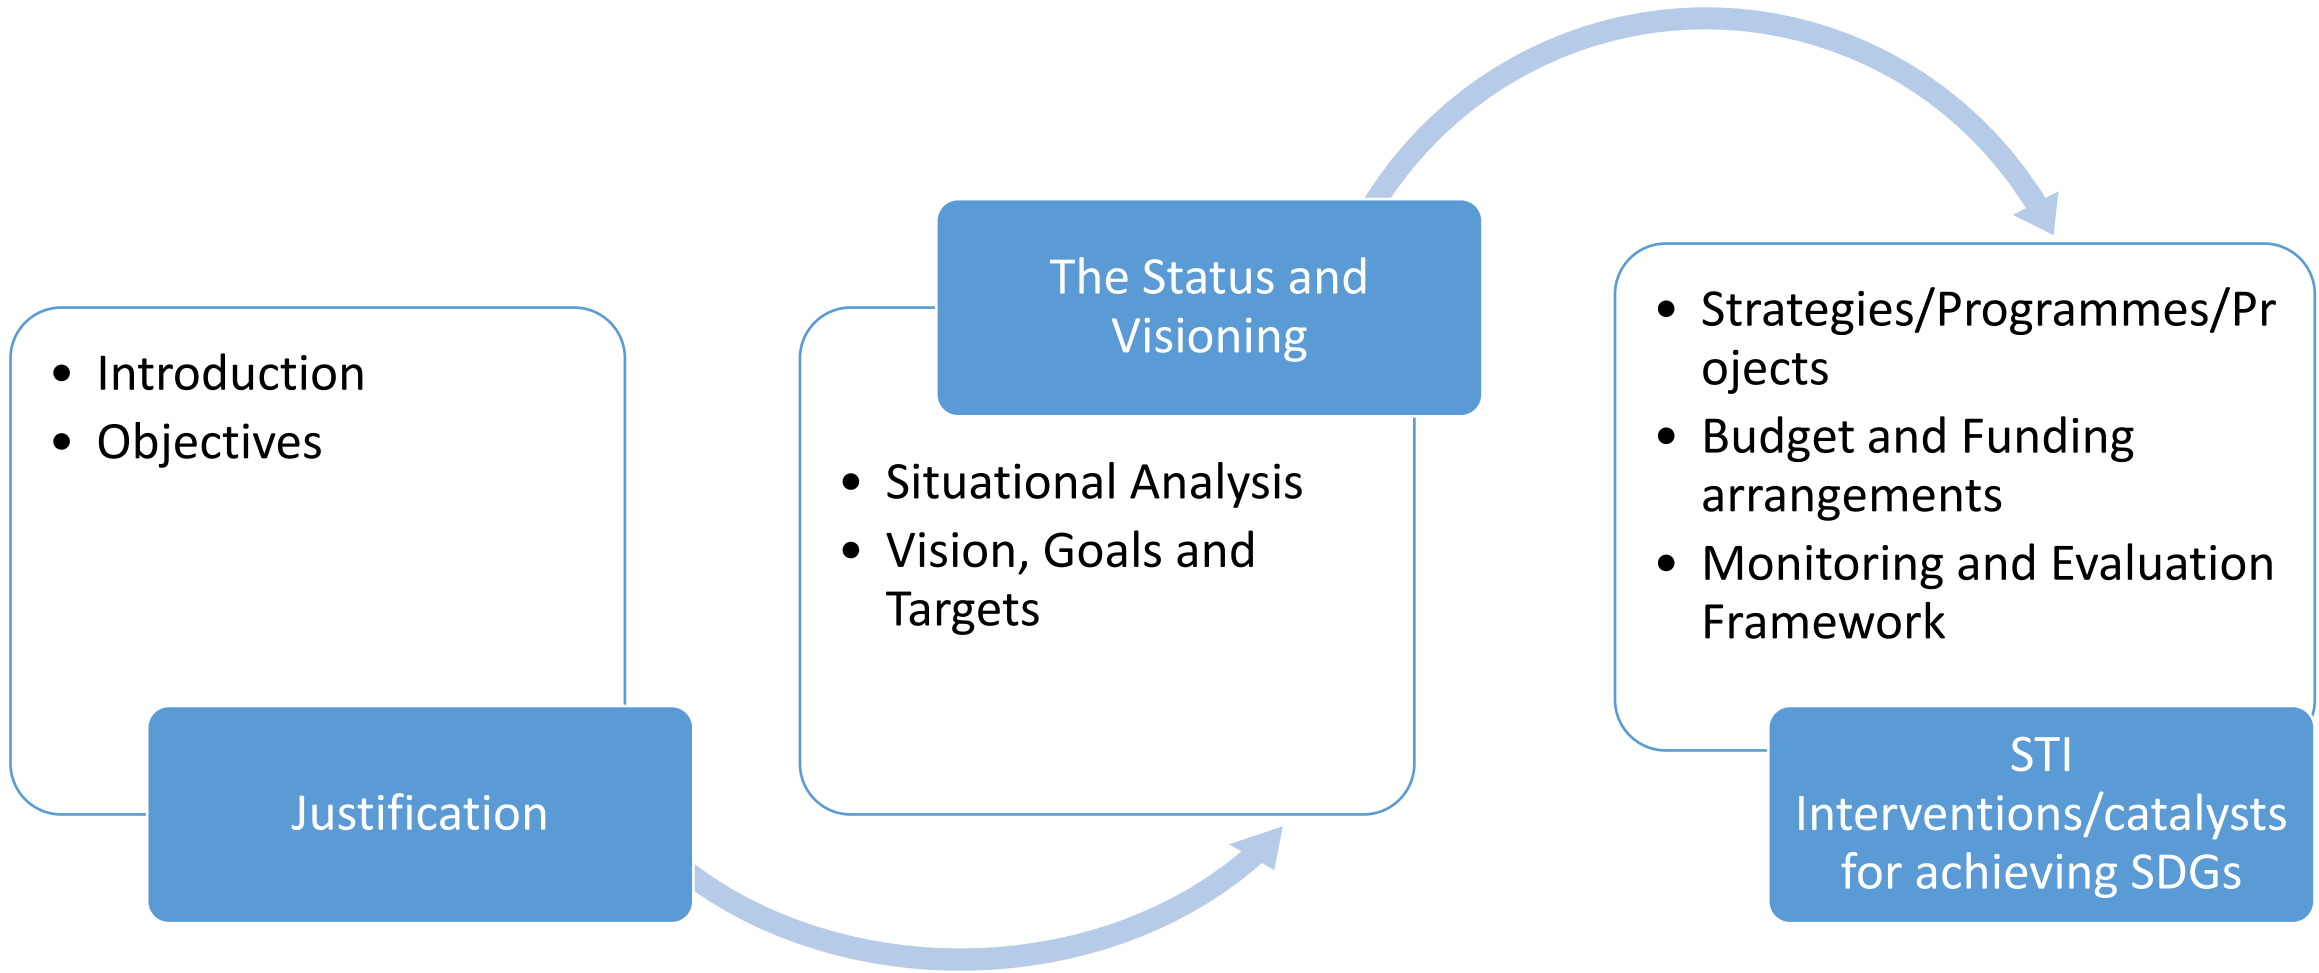 • Introduction
• Objectives
Justification
The Status and
Visioning
• Situational Analysis
• Vision, Goals and
Targets
• Strategies/Programmes/Pr
ojects
• Budget and Funding
arrangements
• Monitoring and Evaluation
Framework
STI
Interventions/catalysts
for achieving SDGs